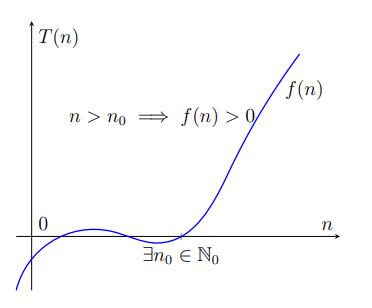 T(n)
f(n)
n > n₀ ⟹ f(n) > 0
0
n
∃n₀ ∈ ℕ₀